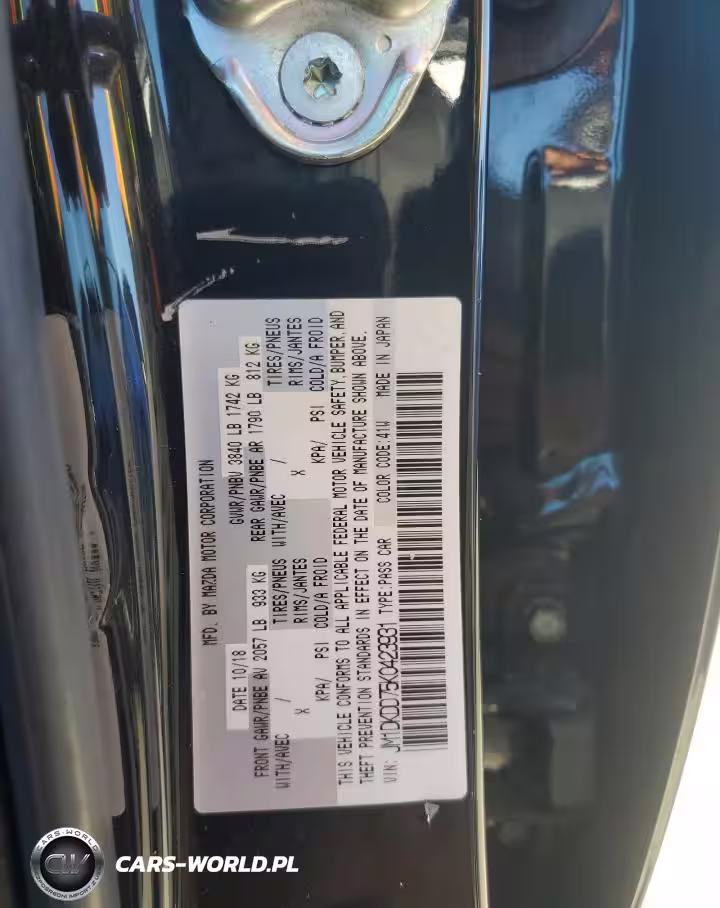 MFD. BY MAZDA MOTOR CORPORATION
DATE 10/18 GVWR/PNBV 3840 LB 1742 KG
FRONT GAWR/PNBE AV 2057 LB 933 KG REAR GAWR/PNBE AR 1790 LB 812 KG
WITH/AVEC / TIRES/PNEUS WITH/AVEC / TIRES/PNEUS
X RIMS/JANTES X RIMS/JANTES
KPA/ PSI COLD/A FROID KPA/ PSI COLD/A FROID
THIS VEHICLE CONFORMS TO ALL APPLICABLE FEDERAL MOTOR VEHICLE SAFETY, BUMPER, AND
THEFT PREVENTION STANDARDS IN EFFECT ON THE DATE OF MANUFACTURE SHOWN ABOVE.
VIN: JM1DKDD75K0423931 TYPE:PASS CAR COLOR CODE:41W MADE IN JAPAN
CARS-WORLD
CW
CARS-WORLD.PL